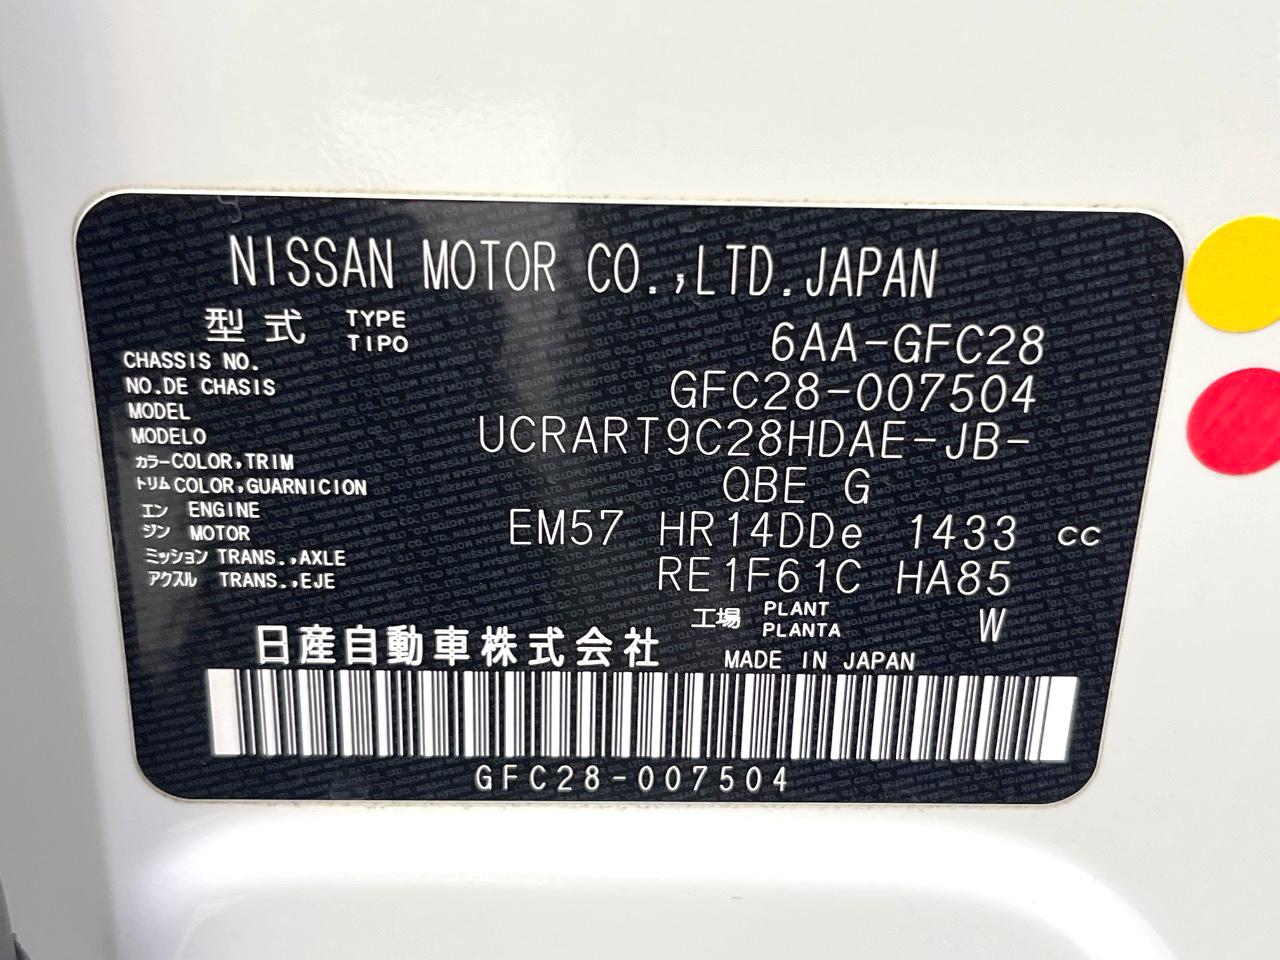 NISSAN MOTOR CO.,LTD.JAPAN
型式 TYPE TIPO 6AA-GFC28
CHASSIS NO.
NO.DE CHASIS GFC28-007504
MODEL
MODELO UCRART9C28HDAE-JB-
カラー COLOR,TRIM
トリム COLOR,GUARNICION QBE G
エン ENGINE
ジン MOTOR EM57 HR14DDe 1433 cc
ミッション TRANS.,AXLE
アクスル TRANS.,EJE RE1F61C HA85
工場 PLANT PLANTA W
日産自動車株式会社 MADE IN JAPAN
GFC28-007504